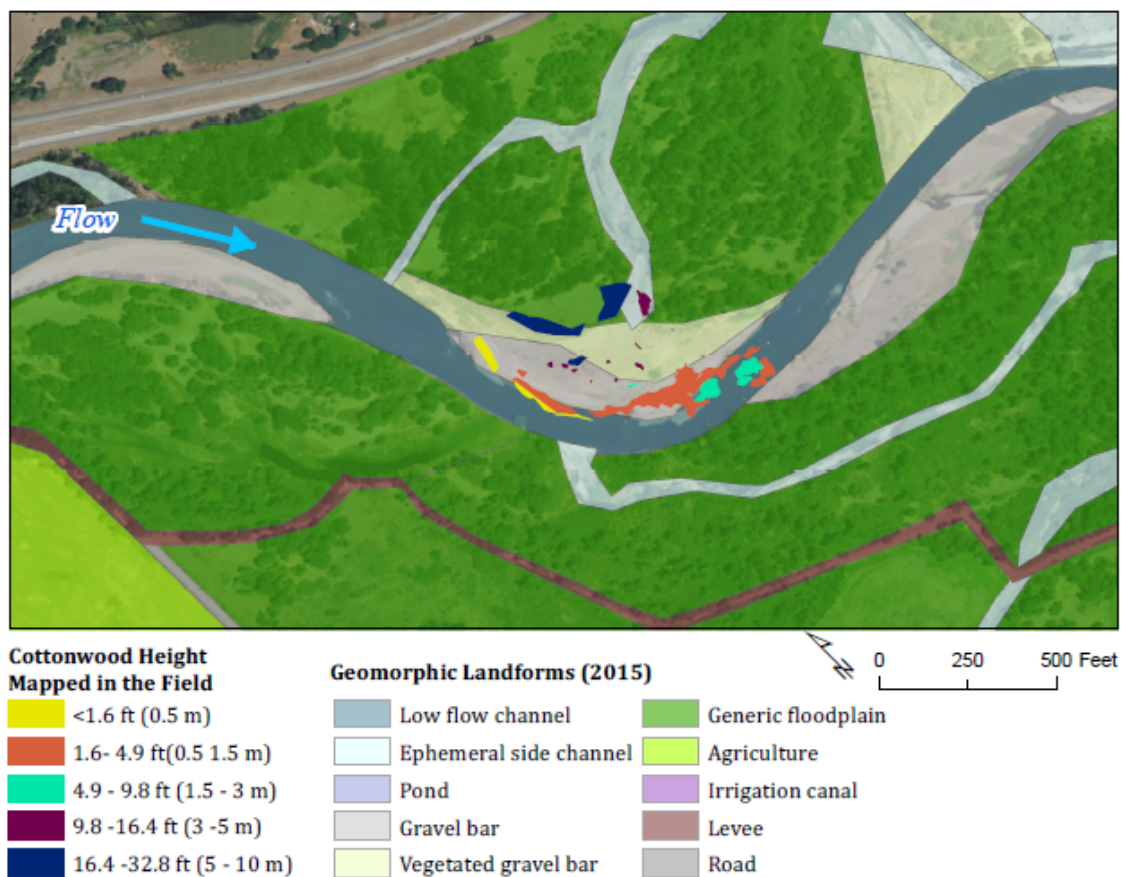 Flow
N
0 250 500 Feet
Cottonwood Height
Mapped in the Field
<1.6 ft (0.5 m)
1.6- 4.9 ft(0.5 1.5 m)
4.9 - 9.8 ft (1.5 - 3 m)
9.8 -16.4 ft (3 -5 m)
16.4 -32.8 ft (5 - 10 m)
Geomorphic Landforms (2015)
Low flow channel
Ephemeral side channel
Pond
Gravel bar
Vegetated gravel bar
Generic floodplain
Agriculture
Irrigation canal
Levee
Road